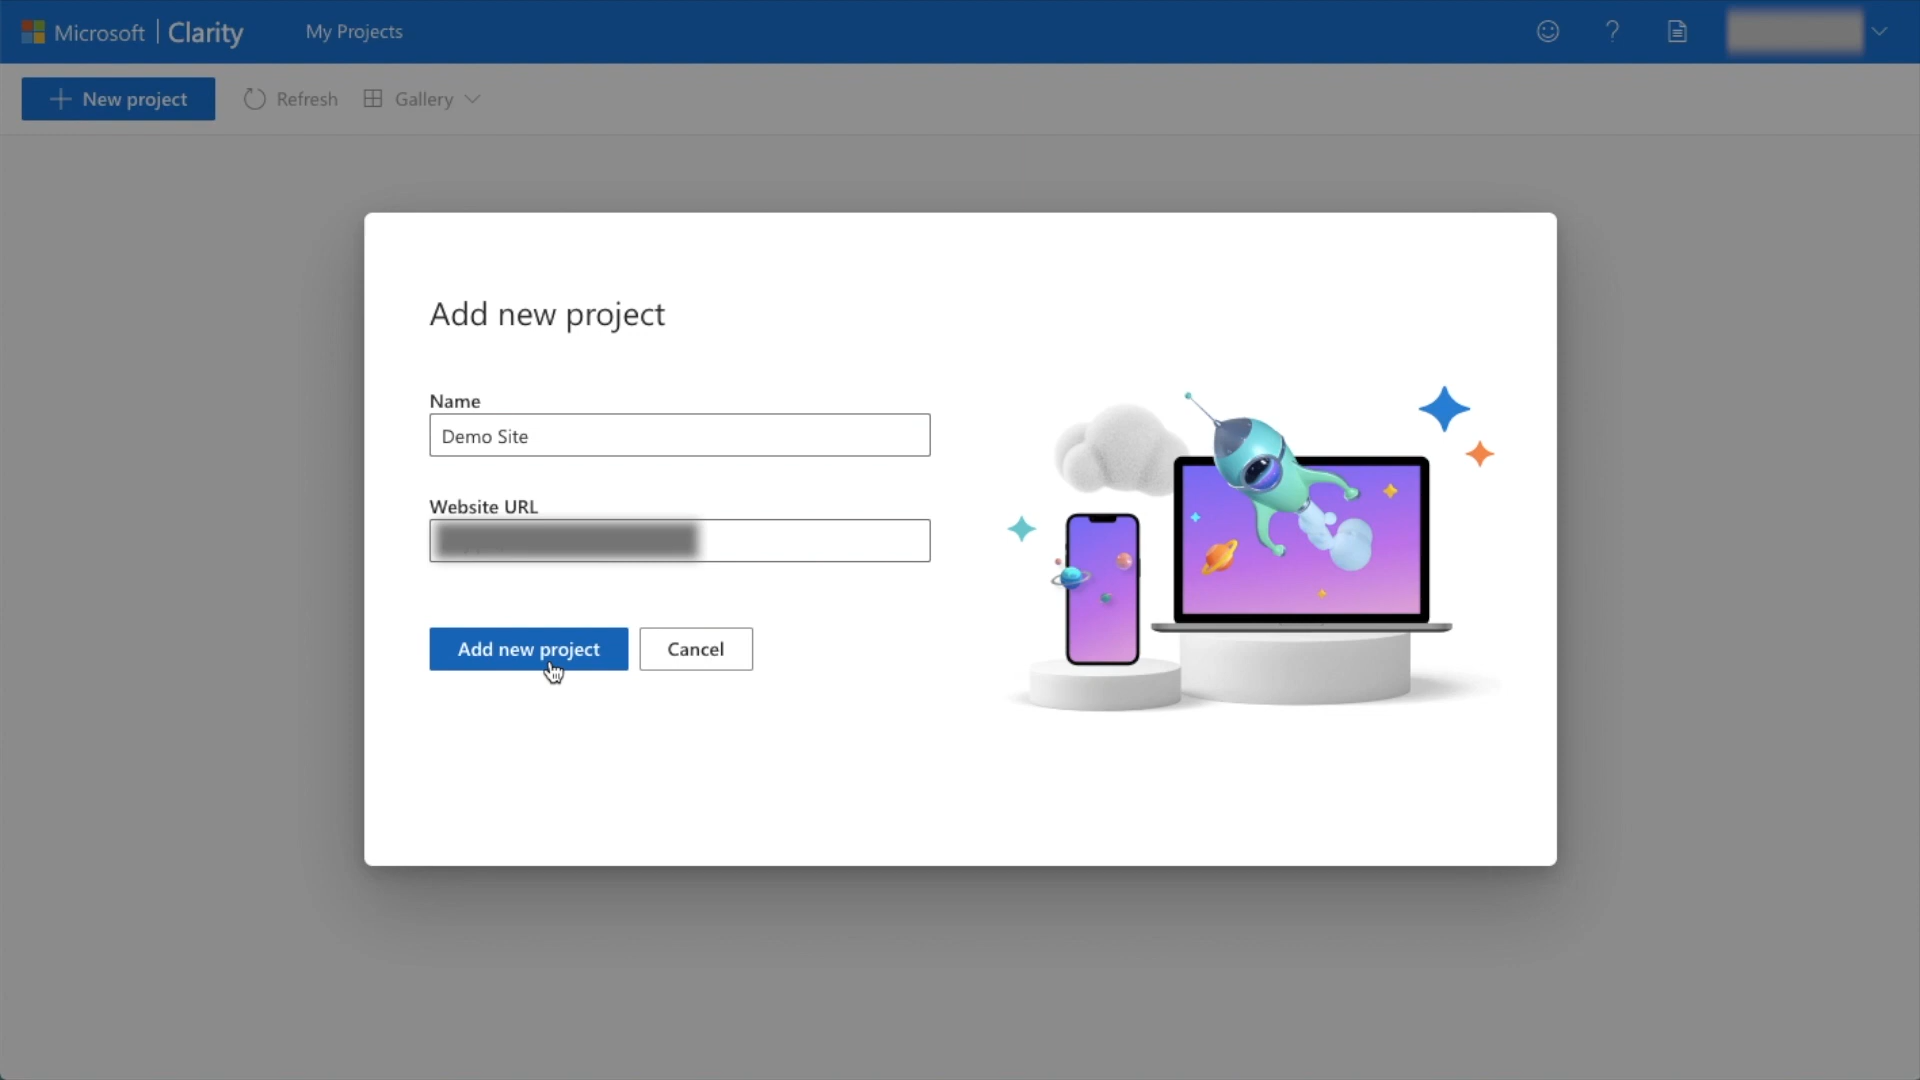 Microsoft | Clarity
My Projects
New project
Refresh
Gallery
Add new project
Name
Demo Site
Website URL
Add new project
Cancel